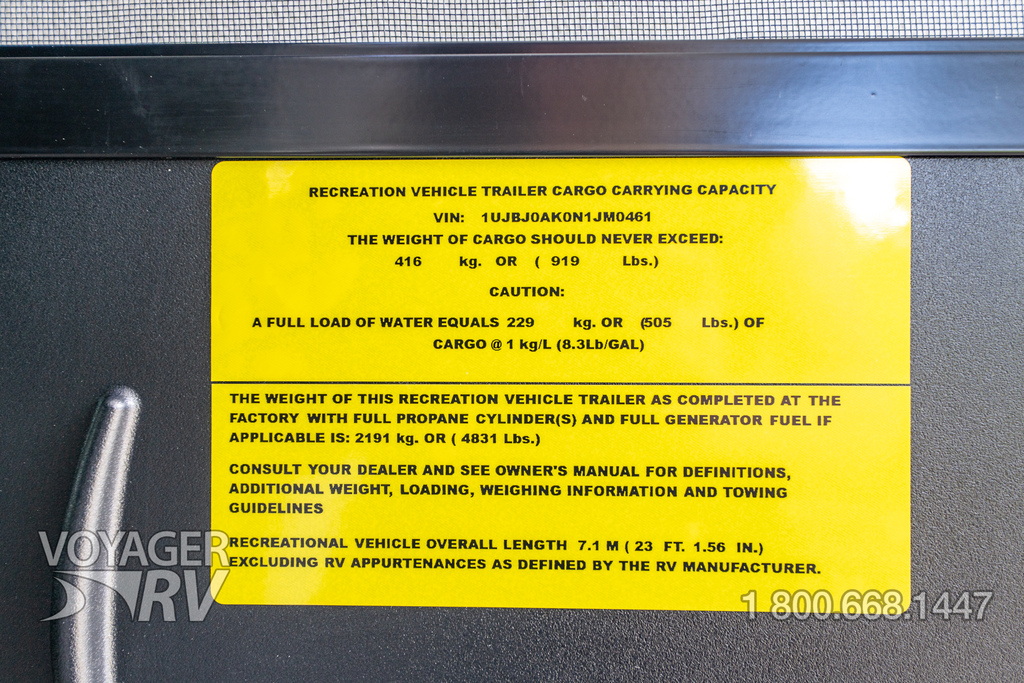 RECREATION VEHICLE TRAILER CARGO CARRYING CAPACITY
VIN: 1UJBJ0AK0N1JM0461
THE WEIGHT OF CARGO SHOULD NEVER EXCEED:
416 kg. OR ( 919 Lbs.)
CAUTION:
A FULL LOAD OF WATER EQUALS 229 kg. OR (505 Lbs.) OF
CARGO @ 1 kg/L (8.3Lb/GAL)
THE WEIGHT OF THIS RECREATION VEHICLE TRAILER AS COMPLETED AT THE
FACTORY WITH FULL PROPANE CYLINDER(S) AND FULL GENERATOR FUEL IF
APPLICABLE IS: 2191 kg. OR ( 4831 Lbs.)
CONSULT YOUR DEALER AND SEE OWNER'S MANUAL FOR DEFINITIONS,
ADDITIONAL WEIGHT, LOADING, WEIGHING INFORMATION AND TOWING
GUIDELINES
RECREATIONAL VEHICLE OVERALL LENGTH 7.1 M ( 23 FT. 1.56 IN.)
EXCLUDING RV APPURTENANCES AS DEFINED BY THE RV MANUFACTURER.
VOYAGER
RV
1 800.668.1447